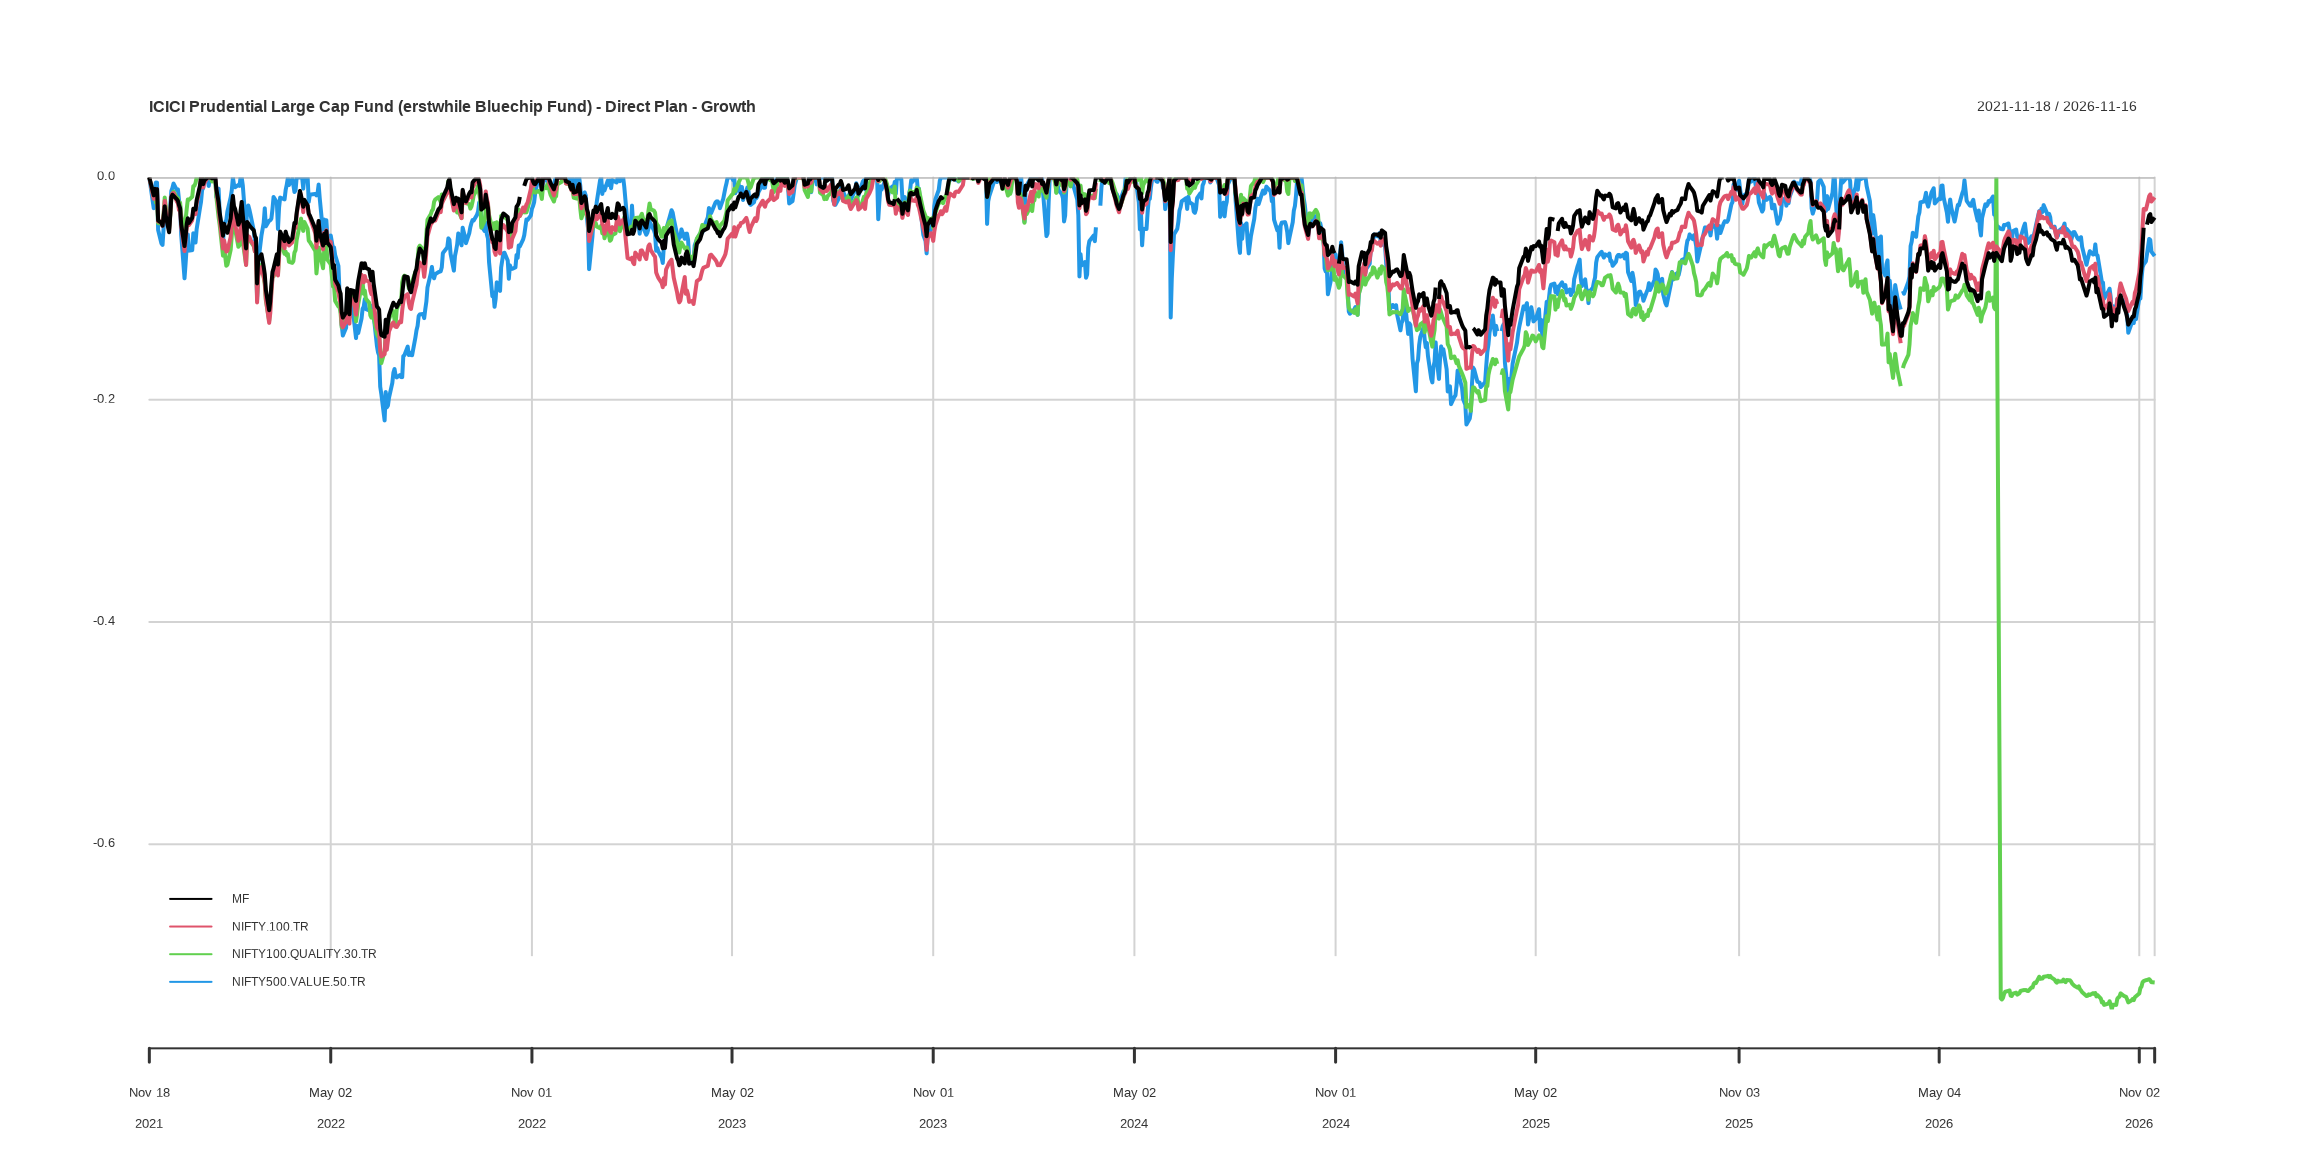 ICICI Prudential Large Cap Fund (erstwhile Bluechip Fund) - Direct Plan - Growth
2021-11-18 / 2026-11-16
0.0
-0.2
-0.4
-0.6
MF
NIFTY.100.TR
NIFTY100.QUALITY.30.TR
NIFTY500.VALUE.50.TR
Nov 18 May 02 Nov 01 May 02 Nov 01 May 02 Nov 01 May 02 Nov 03 May 04 Nov 02
2021 2022 2022 2023 2023 2024 2024 2025 2025 2026 2026